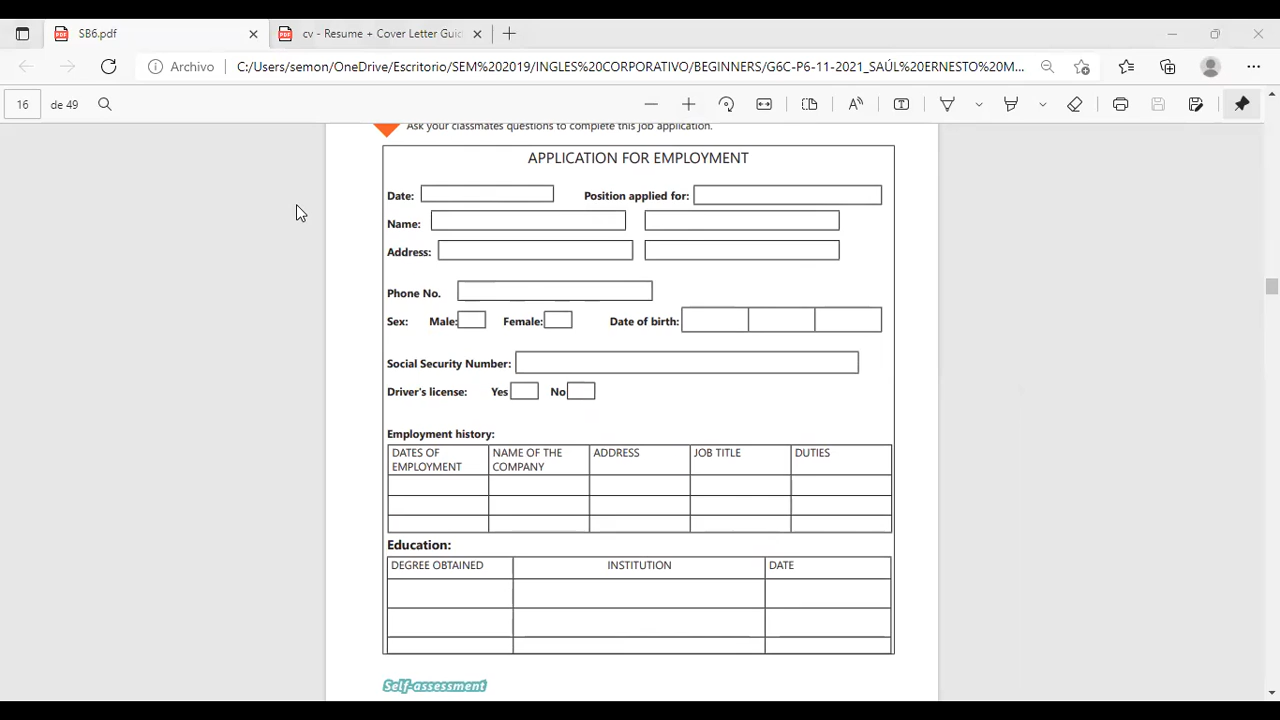 SB6.pdf
cv - Resume + Cover Letter Guid
Archivo
C:/Users/semon/OneDrive/Escritorio/SEM%202019/INGLES%20CORPORATIVO/BEGINNERS/G6C-P6-11-2021_SAÚL%20ERNESTO%20M...
16
de 49
Ask your classmates questions to complete this job application.
APPLICATION FOR EMPLOYMENT
Date: Position applied for:
Name:
Address:
Phone No.
Sex: Male: Female: Date of birth:
Social Security Number:
Driver's license: Yes No
Employment history:
DATES OF EMPLOYMENT
NAME OF THE COMPANY
ADDRESS
JOB TITLE
DUTIES
Education:
DEGREE OBTAINED
INSTITUTION
DATE
Self-assessment